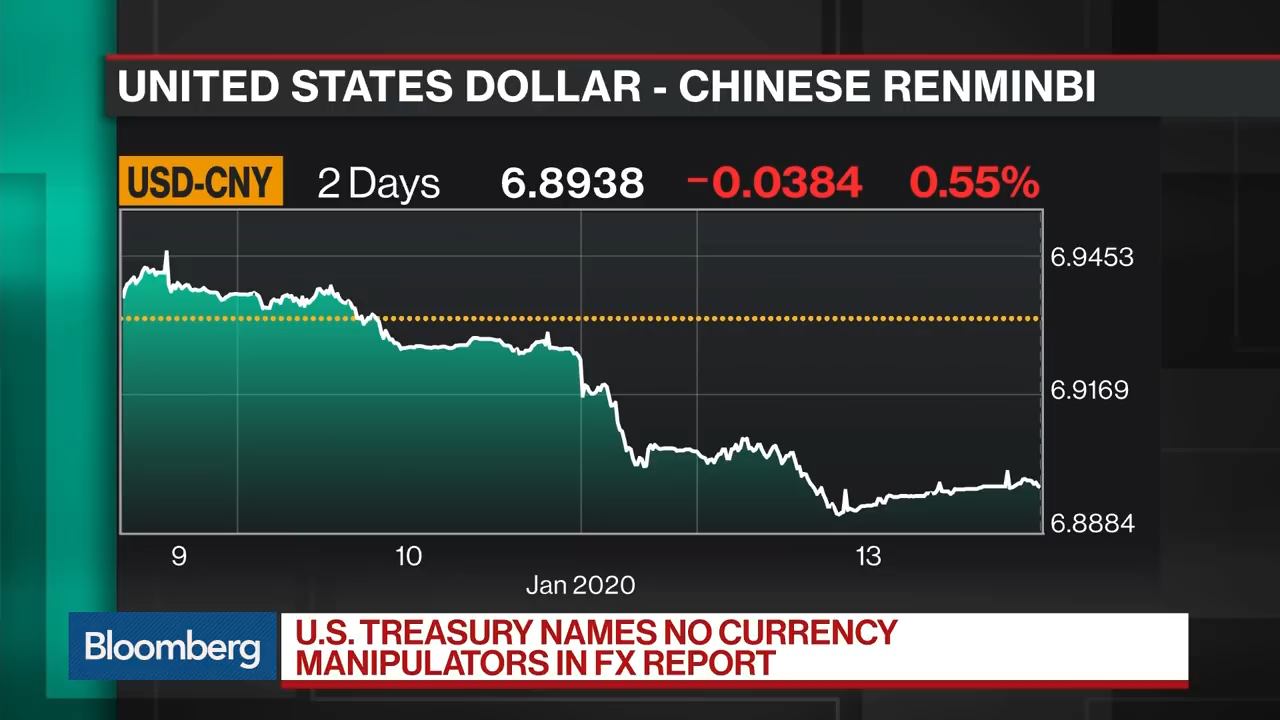 UNITED STATES DOLLAR - CHINESE RENMINBI
USD-CNY 2 Days 6.8938 -0.0384 0.55%
6.9453
6.9169
6.8884
9 10 13
Jan 2020
Bloomberg
U.S. TREASURY NAMES NO CURRENCY
MANIPULATORS IN FX REPORT